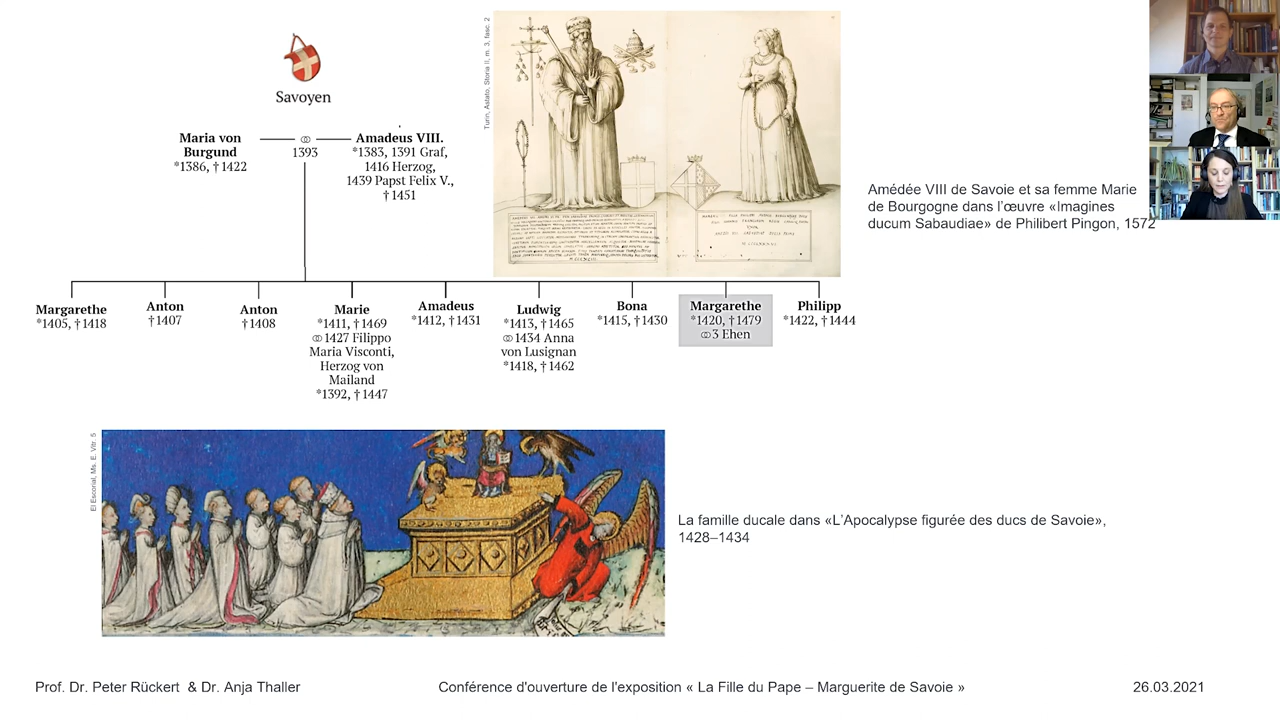 Savoyen
Maria von
Burgund
*1386, †1422
⚭
1393
Amadeus VIII.
*1383, 1391 Graf,
1416 Herzog,
1439 Papst Felix V.,
†1451
Turin, Astato, Storia II, m. 3, fasc. 2
Amédée VIII de Savoie et sa femme Marie
de Bourgogne dans l’œuvre «Imagines
ducum Sabaudiae» de Philibert Pingon, 1572
Margarethe
*1405, †1418
Anton
†1407
Anton
†1408
Marie
*1411, †1469
⚭1427 Filippo
Maria Visconti,
Herzog von
Mailand
*1392, †1447
Amadeus
*1412, †1431
Ludwig
*1413, †1465
⚭1434 Anna
von Lusignan
*1418, †1462
Bona
*1415, †1430
Margarethe
*1420, †1479
⚭3 Ehen
Philipp
*1422, †1444
El Escorial, Ms. E. Vitr. 5
La famille ducale dans «L’Apocalypse figurée des ducs de Savoie»,
1428–1434
Prof. Dr. Peter Rückert & Dr. Anja Thaller
Conférence d'ouverture de l'exposition « La Fille du Pape – Marguerite de Savoie »
26.03.2021